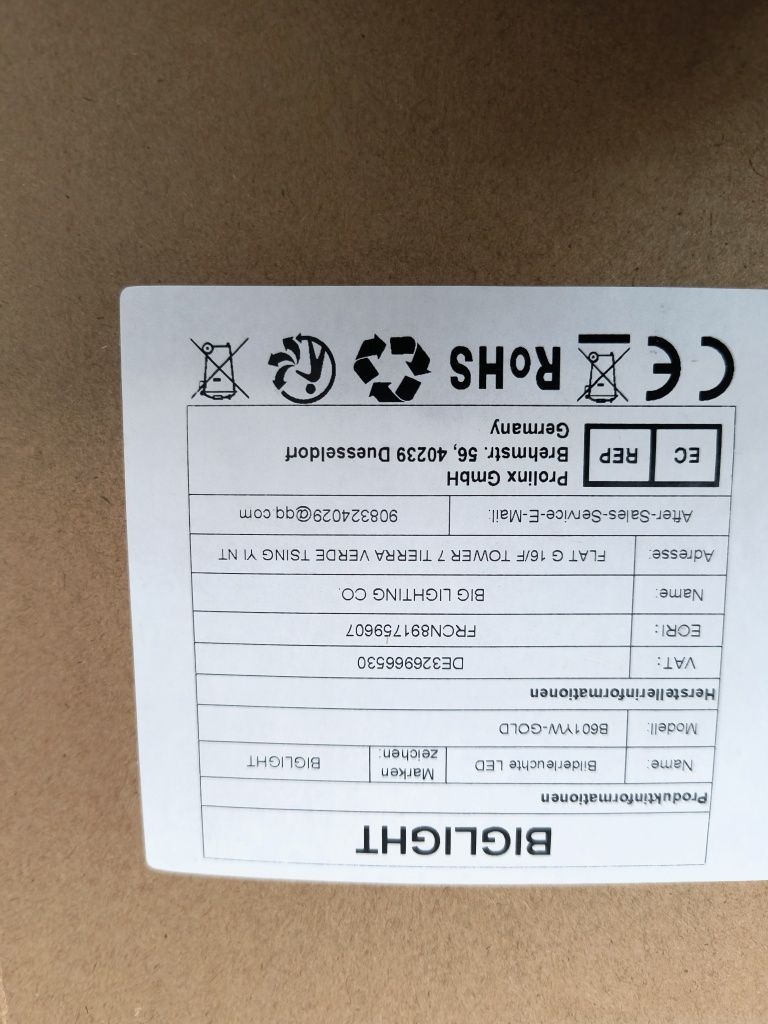 BIGLIGHT
Produktinformationen
Name: Bilderleuchte LED Marken zeichen: BIGLIGHT
Modell: B601YW-GOLD
Herstellerinformationen
VAT: DE326966530
EORI: FRCN891759607
Name: BIG LIGHTING CO.
Adresse: FLAT G 16/F TOWER 7 TIERRA VERDE TSING YI NT
After-Sales-Service-E-Mail: 908324029@qq.com
EC REP
Prolinx GmbH
Brehmstr. 56, 40239 Duesseldorf
Germany
CE RoHS